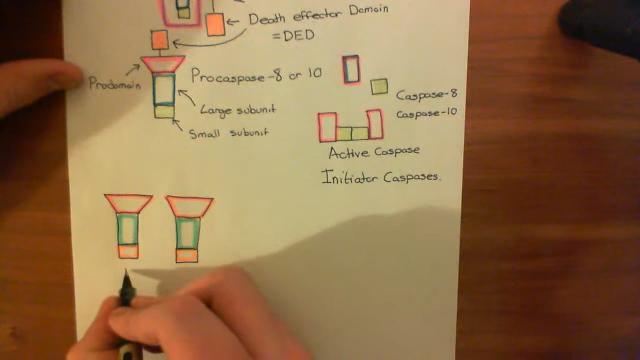 Death effector Domain
=DED
Procaspase-8 or 10
Prodomain
Large subunit
Small subunit
Caspase-8
Caspase-10
Active Caspase
Initiator Caspases.